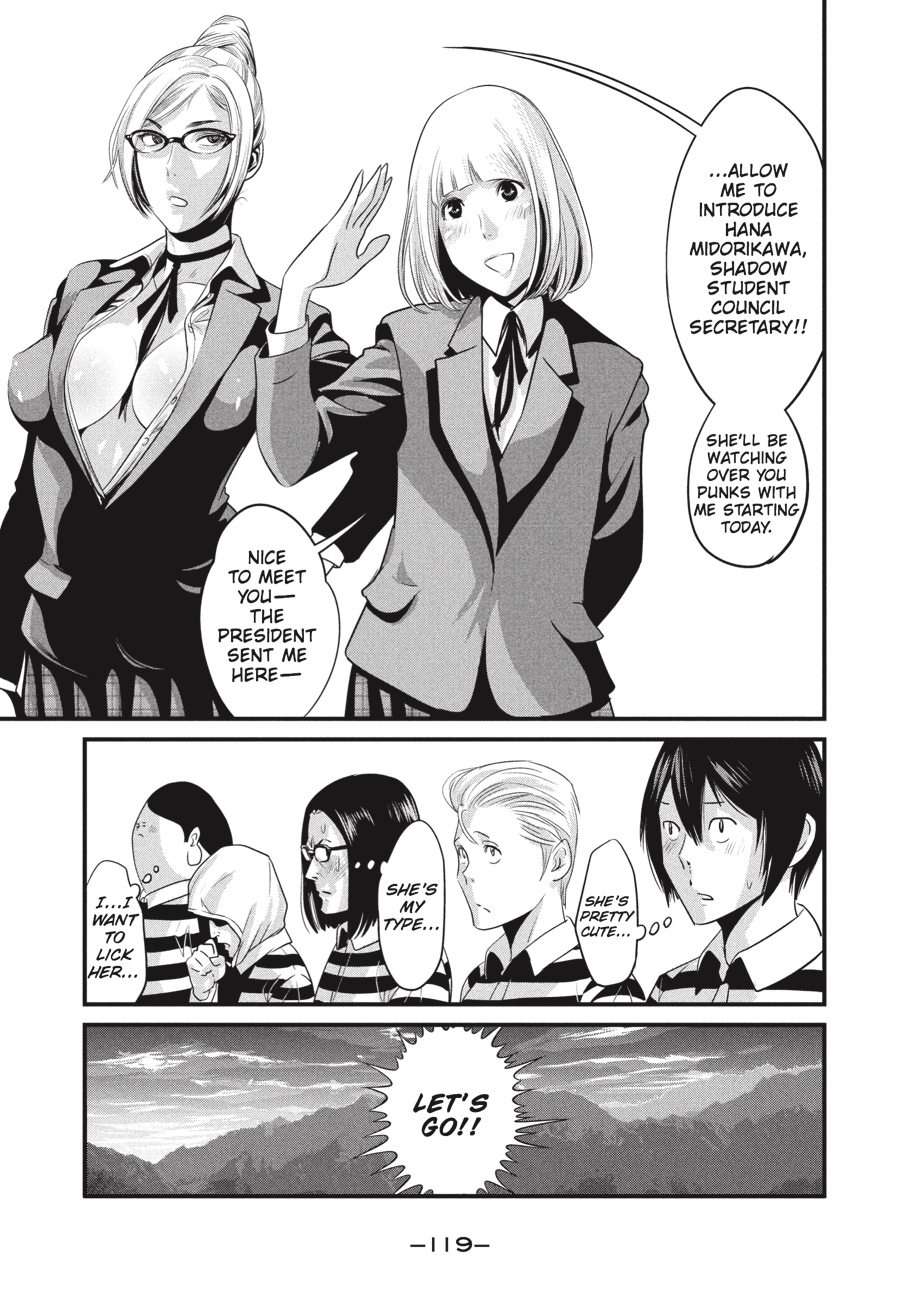 ...ALLOW
ME TO
INTRODUCE
HANA
MIDORIKAWA,
SHADOW
STUDENT
COUNCIL
SECRETARY!!
SHE'LL BE
WATCHING
OVER YOU
PUNKS WITH
ME STARTING
TODAY.
NICE
TO MEET
YOU—
THE
PRESIDENT
SENT ME
HERE—
SHE'S
PRETTY
CUTE...
SHE'S
MY
TYPE...
I...I
WANT
TO
LICK
HER...
LET'S
GO!!
—119—